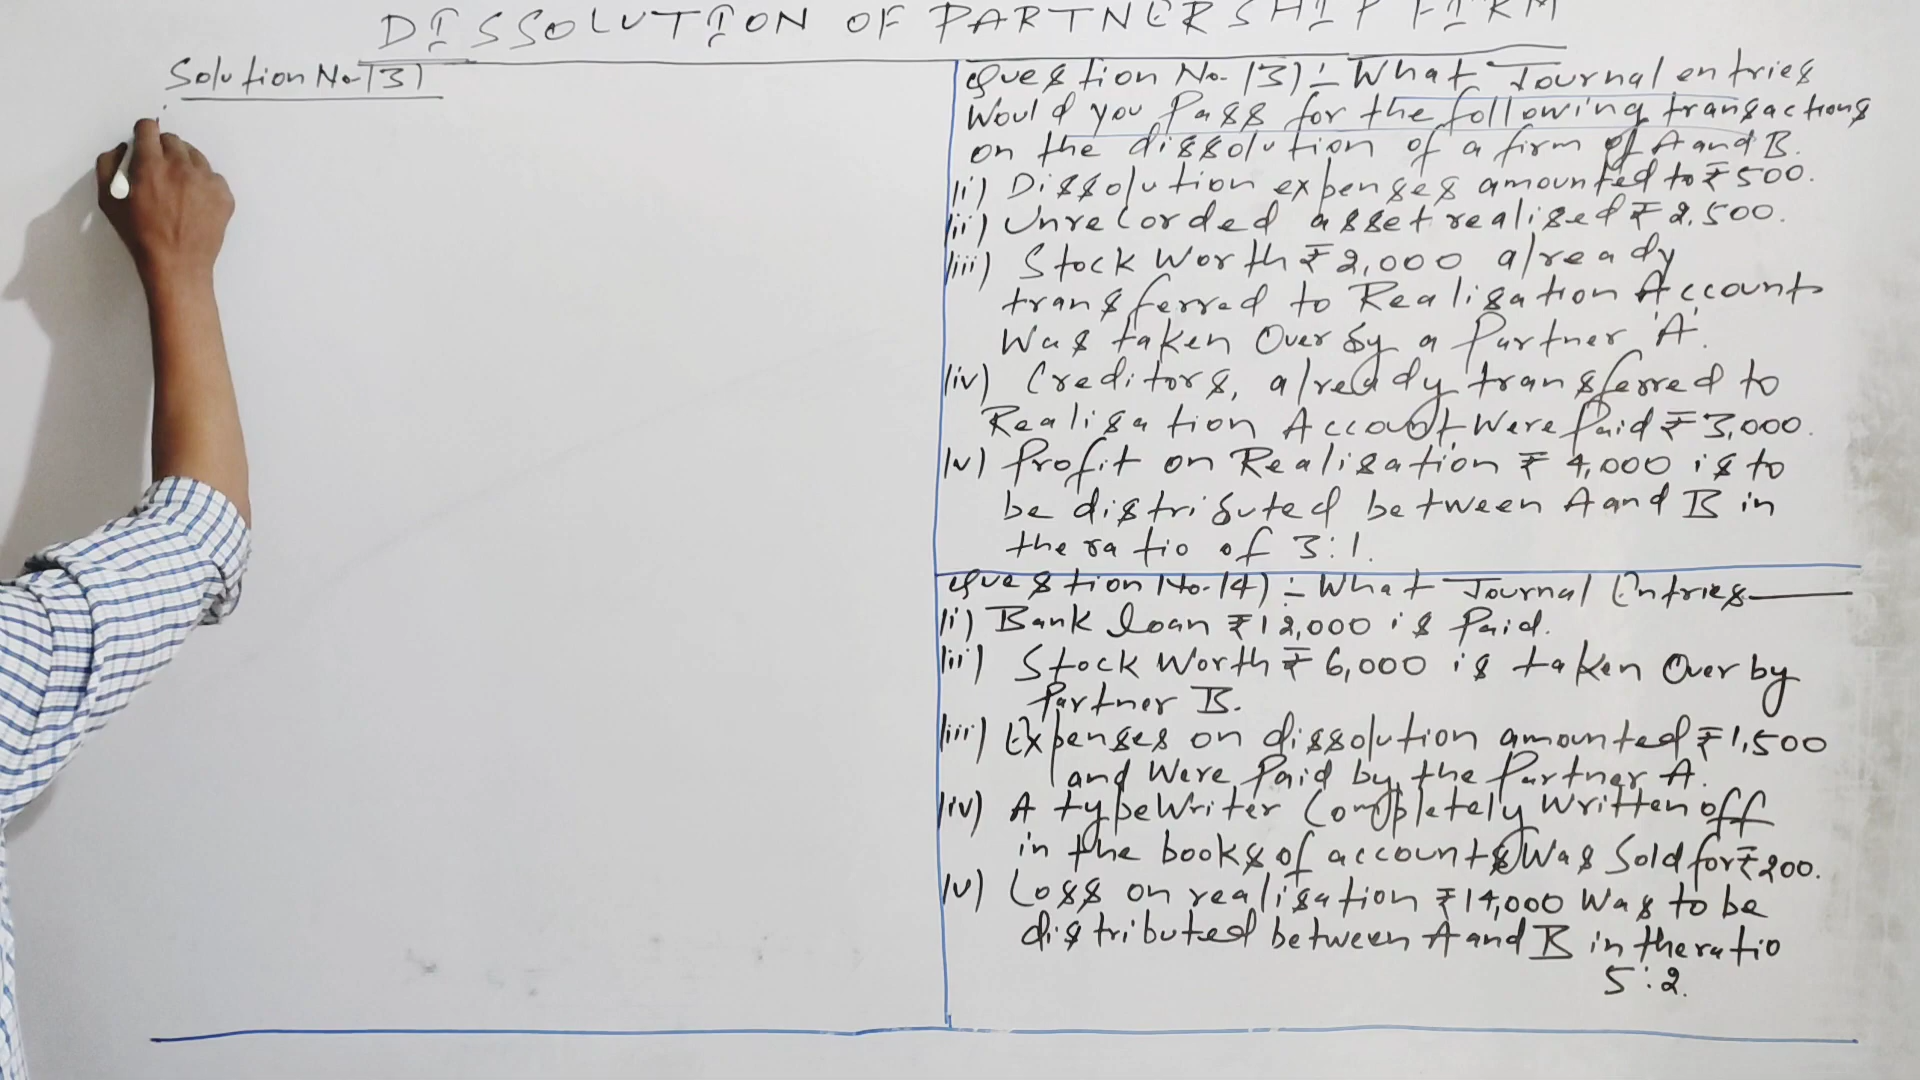 DISSOLUTION OF PARTNERSHIP FIRM
Solution No-(3)
Question No. (3):- What Journal entries
Would you Pass for the following transactions
on the dissolution of a firm of A and B.
(i) Dissolution expenses amounted to ₹500.
(ii) Unrecorded asset realised ₹2,500.
(iii) Stock Worth ₹2,000 already
transferred to Realisation Account
Was taken Over by a Partner 'A'.
(iv) Creditors, already transferred to
Realisation Account Were Paid ₹3,000.
(v) Profit on Realisation ₹4,000 is to
be distributed between A and B in
the ratio of 3:1.
Question No.(4):- What Journal Entries
(i) Bank Loan ₹12,000 is Paid.
(ii) Stock Worth ₹6,000 is taken Over by
Partner B.
(iii) Expenses on dissolution amounted ₹1,500
and Were Paid by the Partner A.
(iv) A typewriter Completely Written off
in the books of accounts Was Sold for ₹200.
(v) Loss on realisation ₹14,000 Was to be
distributed between A and B in the ratio
5:2.